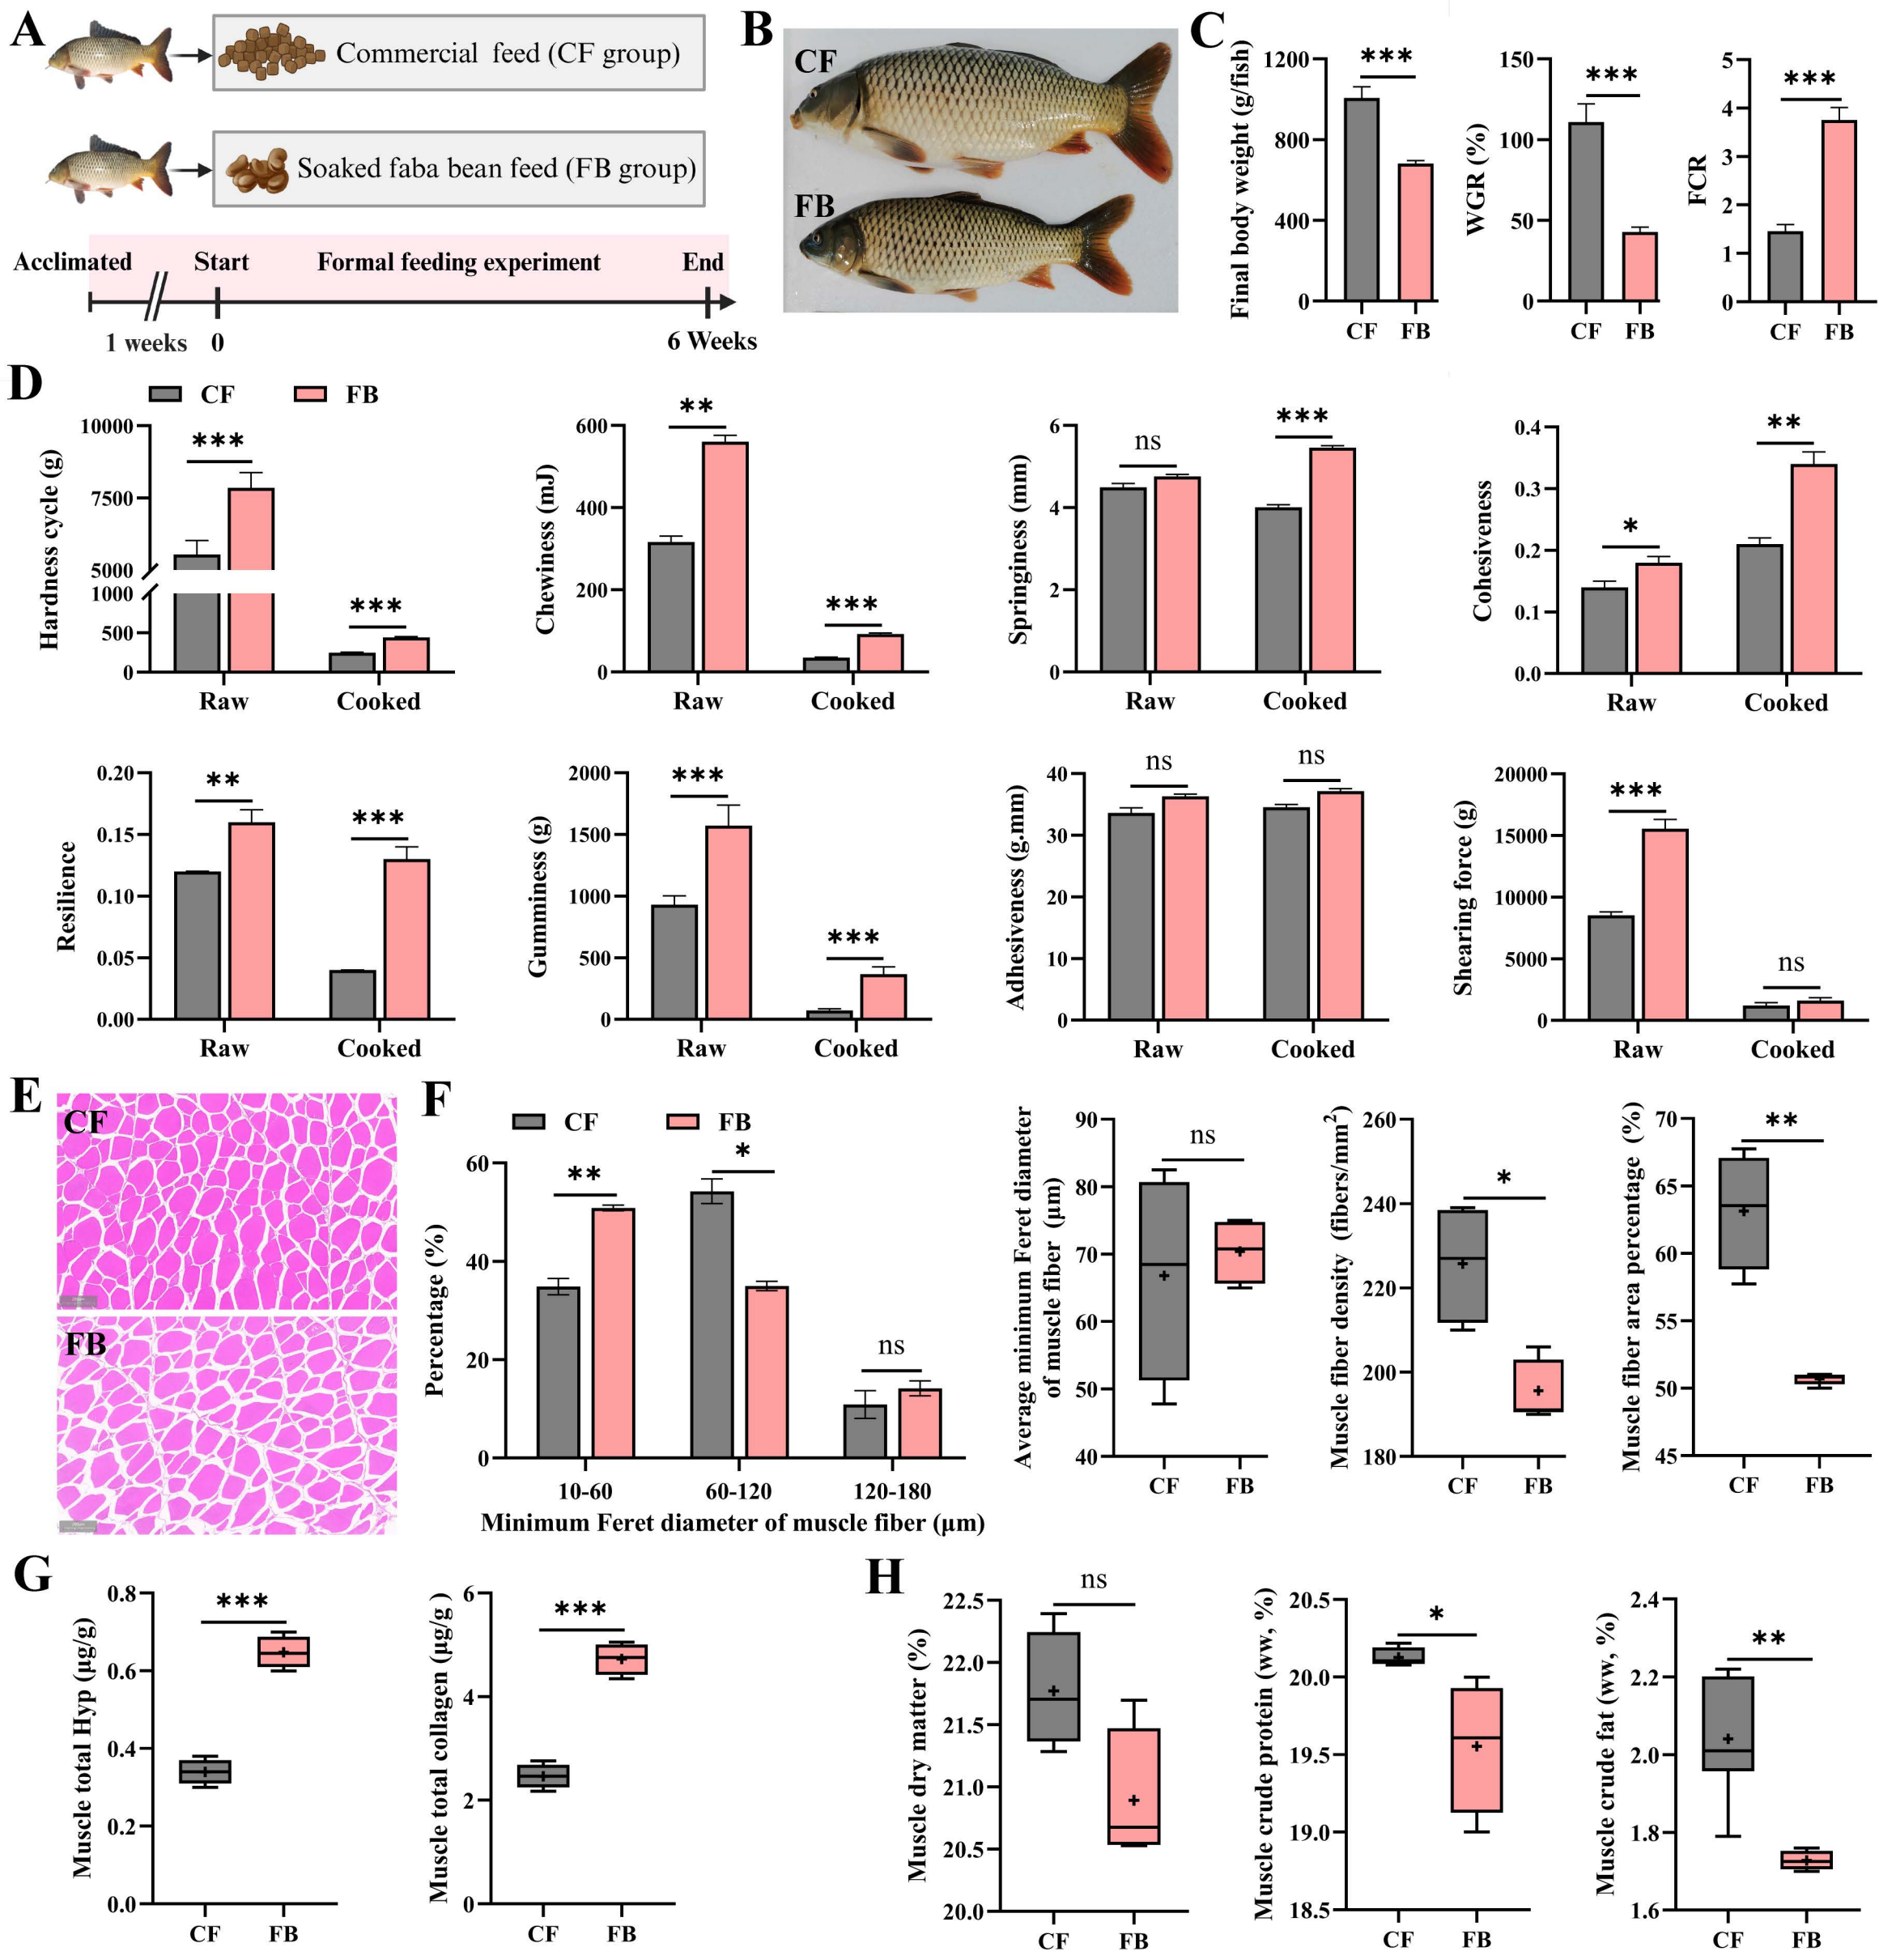 A
Commercial feed (CF group)
Soaked faba bean feed (FB group)
Acclimated Start Formal feeding experiment End
1 weeks 0 6 Weeks
B
CF
FB
C
Final body weight (g/fish)
1200
800
400
0
***
CF FB
WGR (%)
150
100
50
0
***
CF FB
FCR
5
4
3
2
1
0
***
CF FB
D
CF FB
Hardness cycle (g)
10000
7500
5000
1000
500
0
***
***
Raw Cooked
Chewiness (mJ)
600
400
200
0
**
***
Raw Cooked
Springiness (mm)
6
4
2
0
ns
***
Raw Cooked
Cohesiveness
0.4
0.3
0.2
0.1
0.0
*
**
Raw Cooked
Resilience
0.20
0.15
0.10
0.05
0.00
**
***
Raw Cooked
Gumminess (g)
2000
1500
1000
500
0
***
***
Raw Cooked
Adhesiveness (g.mm)
40
30
20
10
0
ns
ns
Raw Cooked
Shearing force (g)
20000
15000
10000
5000
0
***
ns
Raw Cooked
E
CF
FB
F
CF FB
Percentage (%)
60
40
20
0
**
*
ns
10-60 60-120 120-180
Minimum Feret diameter of muscle fiber (μm)
Average minimum Feret diameter
of muscle fiber (μm)
90
80
70
60
50
40
ns
CF FB
Muscle fiber density (fibers/mm²)
260
240
220
200
180
*
CF FB
Muscle fiber area percentage (%)
70
65
60
55
50
45
**
CF FB
G
Muscle total Hyp (μg/g)
0.8
0.6
0.4
0.2
0.0
***
CF FB
Muscle total collagen (μg/g )
6
4
2
0
***
CF FB
H
Muscle dry matter (%)
22.5
22.0
21.5
21.0
20.5
20.0
ns
CF FB
Muscle crude protein (ww, %)
20.5
20.0
19.5
19.0
18.5
*
CF FB
Muscle crude fat (ww, %)
2.4
2.2
2.0
1.8
1.6
**
CF FB